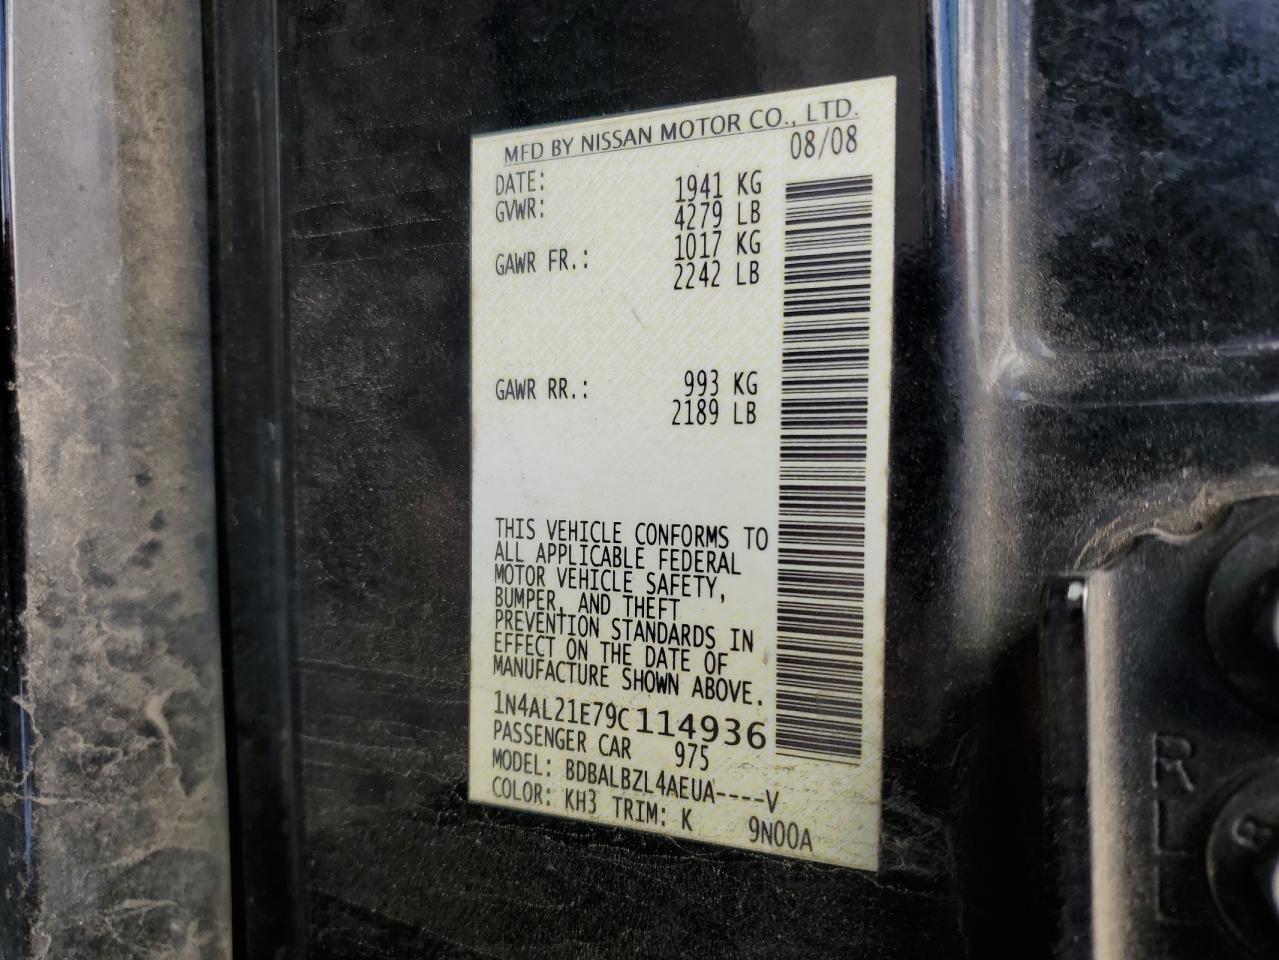 MFD BY NISSAN MOTOR CO., LTD.
DATE: 08/08
GVWR: 1941 KG
4279 LB
GAWR FR.: 1017 KG
2242 LB
GAWR RR.: 993 KG
2189 LB
THIS VEHICLE CONFORMS TO
ALL APPLICABLE FEDERAL
MOTOR VEHICLE SAFETY,
BUMPER, AND THEFT
PREVENTION STANDARDS IN
EFFECT ON THE DATE OF
MANUFACTURE SHOWN ABOVE.
1N4AL21E79C114936
PASSENGER CAR 975
MODEL: BDBALBZL4AEUA----V
COLOR: KH3 TRIM: K 9N00A
R
8